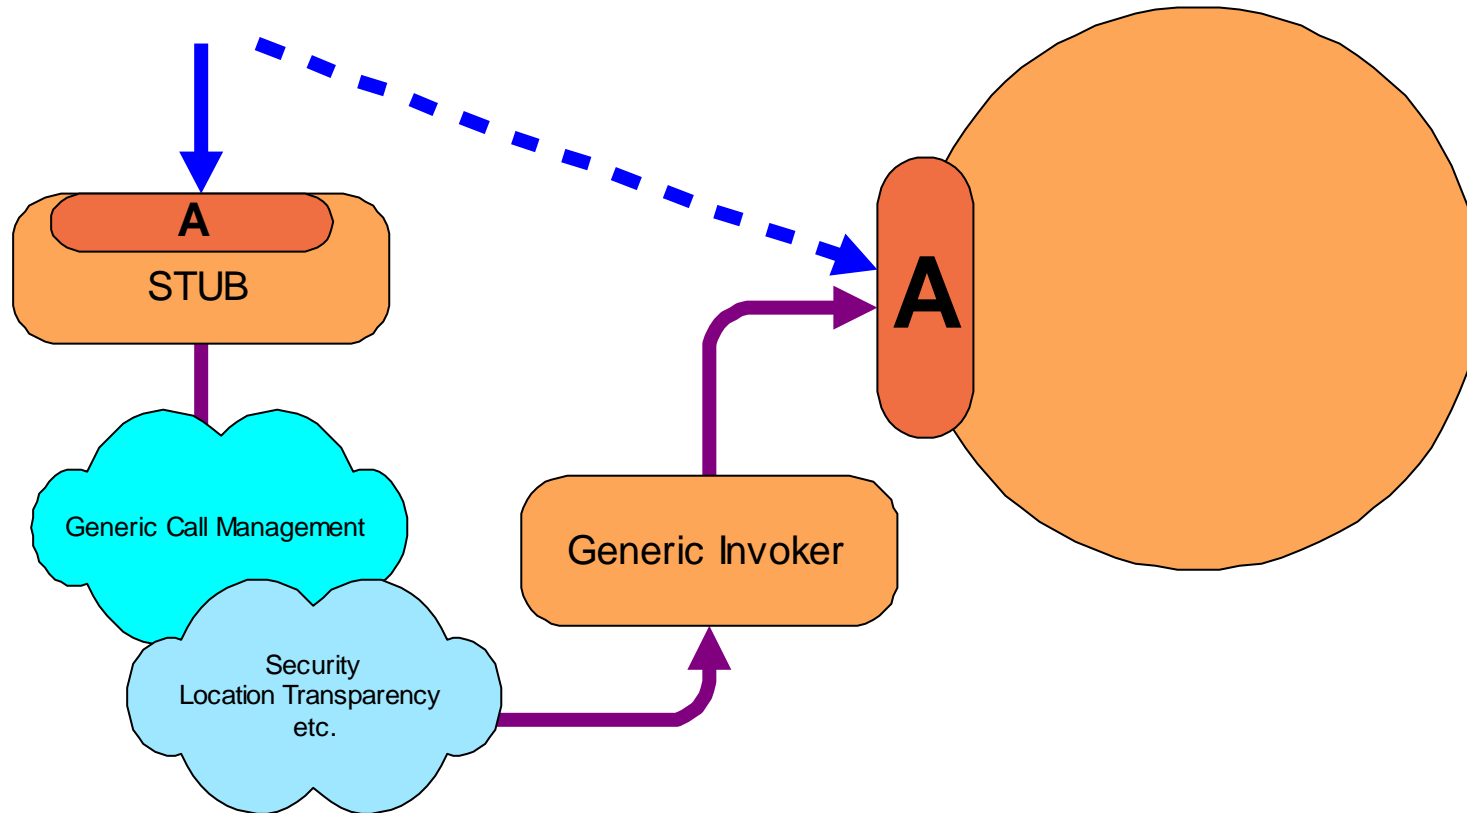 A
STUB
A
Generic Call Management
Generic Invoker
Security
Location Transparency
etc.